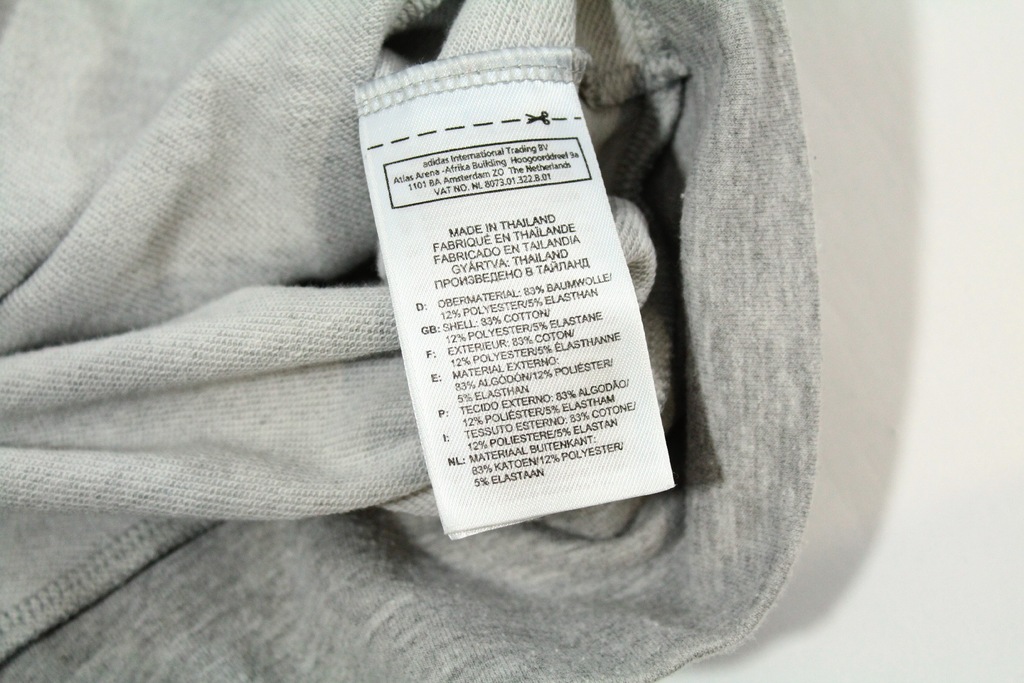 adidas International Trading BV
Atlas Arena -Afrika Building Hoogoorddreef 9a
1101 BA Amsterdam ZO The Netherlands
VAT NO. NL 8073.01.322.B.01
MADE IN THAILAND
FABRIQUÉ EN THAÏLANDE
FABRICADO EN TAILANDIA
GYÁRTVA: THAILAND
ПРОИЗВЕДЕНО В ТАЙЛАНД
D: OBERMATERIAL: 83% BAUMWOLLE/
12% POLYESTER/5% ELASTHAN
GB: SHELL: 83% COTTON/
12% POLYESTER/5% ELASTANE
F: EXTERIEUR: 83% COTON/
12% POLYESTER/5% ÉLASTHANNE
E: MATERIAL EXTERNO:
83% ALGODÓN/12% POLIÉSTER/
5% ELASTHAN
P: TECIDO EXTERNO: 83% ALGODÃO/
12% POLIÉSTER/5% ELASTHAM
I: TESSUTO ESTERNO: 83% COTONE/
12% POLIESTERE/5% ELASTAN
NL: MATERIAAL BUITENKANT:
83% KATOEN/12% POLYESTER/
5% ELASTAAN